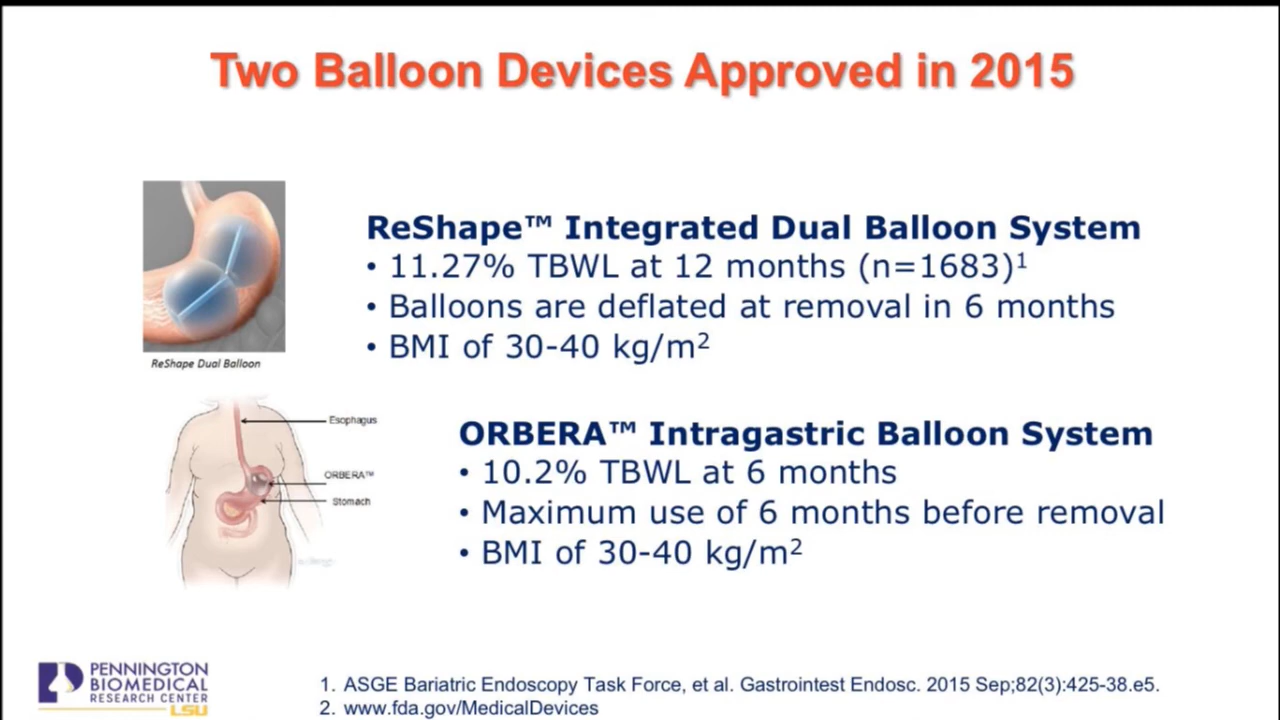 Two Balloon Devices Approved in 2015
ReShape Dual Balloon
ReShape™ Integrated Dual Balloon System
• 11.27% TBWL at 12 months (n=1683)¹
• Balloons are deflated at removal in 6 months
• BMI of 30-40 kg/m²
Esophagus
ORBERA™
Stomach
ORBERA™ Intragastric Balloon System
• 10.2% TBWL at 6 months
• Maximum use of 6 months before removal
• BMI of 30-40 kg/m²
PENNINGTON
BIOMEDICAL
RESEARCH CENTER
LSU
1. ASGE Bariatric Endoscopy Task Force, et al. Gastrointest Endosc. 2015 Sep;82(3):425-38.e5.
2. www.fda.gov/MedicalDevices